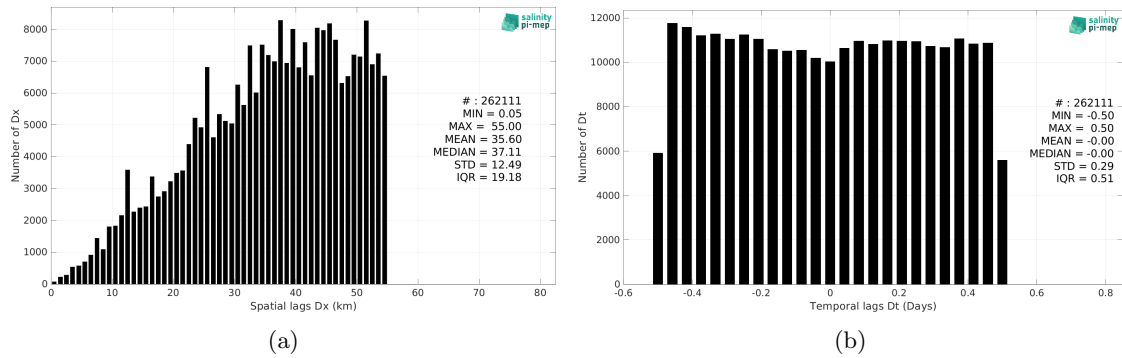 salinity
pi-mep
8000
7000
6000
5000
4000
3000
2000
1000
0
Number of Dx
# : 262111
MIN = 0.05
MAX = 55.00
MEAN = 35.60
MEDIAN = 37.11
STD = 12.49
IQR = 19.18
0 10 20 30 40 50 60 70 80
Spatial lags Dx (km)
(a)
salinity
pi-mep
12000
10000
8000
6000
4000
2000
0
Number of Dt
# : 262111
MIN = -0.50
MAX = 0.50
MEAN = -0.00
MEDIAN = -0.00
STD = 0.29
IQR = 0.51
-0.6 -0.4 -0.2 0 0.2 0.4 0.6 0.8
Temporal lags Dt (Days)
(b)